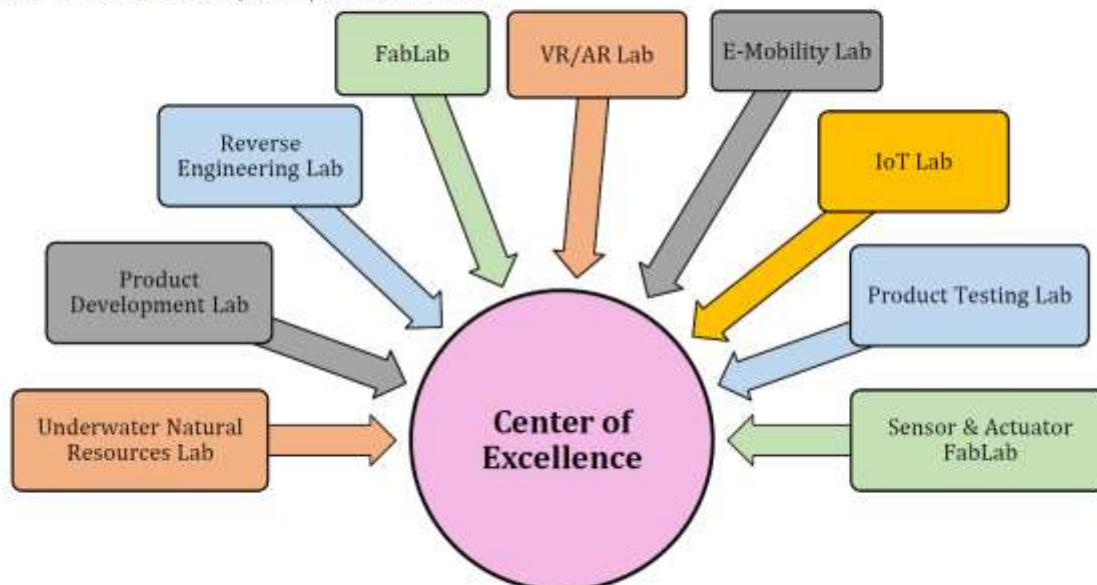 FabLab
VR/AR Lab
E-Mobility Lab
Reverse
Engineering Lab
IoT Lab
Product
Development Lab
Product Testing Lab
Underwater Natural
Resources Lab
Center of
Excellence
Sensor & Actuator
FabLab